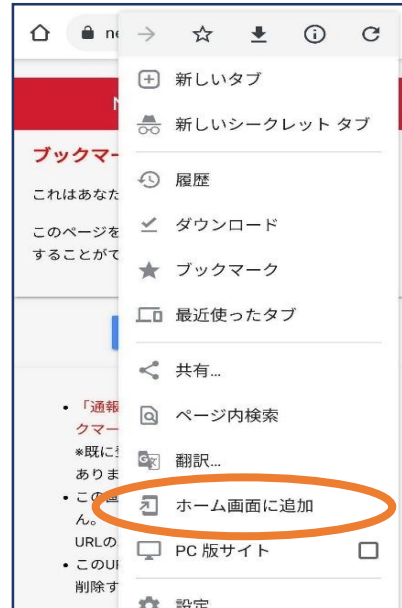 新しいタブ
新しいシークレット タブ
ブックマー
履歴
これはあなた
ダウンロード
このページを
することがで
ブックマーク
最近使ったタブ
共有...
「通報
ページ内検索
クマー
*既に
翻訳...
ありま
この
ホーム画面に追加
ん。
URLの
PC 版サイト
このU
削除す
設定